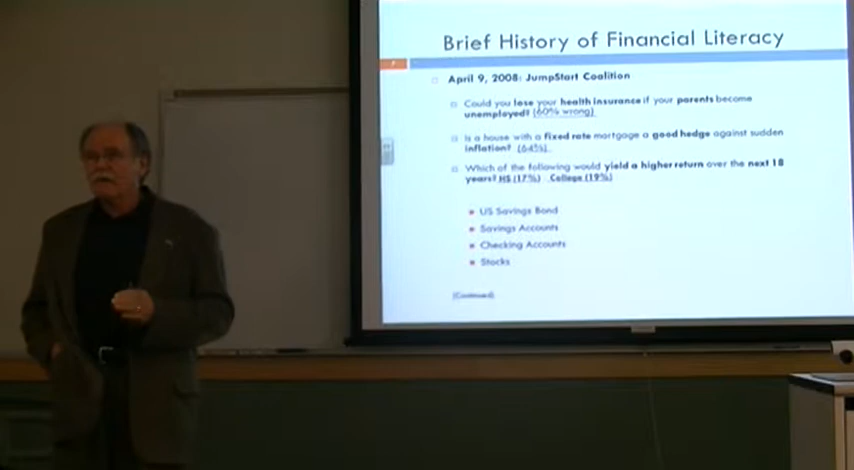 Brief History of Financial Literacy
April 9, 2008: JumpStart Coalition
Could you lose your health insurance if your parents become
unemployed? (60% wrong)
Is a house with a fixed rate mortgage a good hedge against sudden
inflation? (64%)
Which of the following would yield a higher return over the next 18
years? HS (17%) College (19%)
US Savings Bond
Savings Accounts
Checking Accounts
Stocks
(Continued)